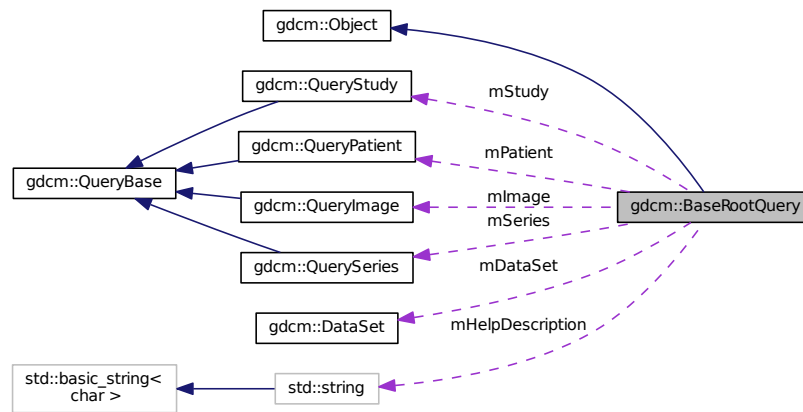 gdcm::Object
gdcm::QueryStudy
mStudy
gdcm::QueryPatient
mPatient
gdcm::QueryBase
gdcm::QueryImage
mImage
gdcm::BaseRootQuery
mSeries
gdcm::QuerySeries
mDataSet
gdcm::DataSet
mHelpDescription
std::basic_string<
char >
std::string